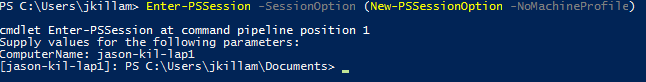 PS C:\Users\jkillam> Enter-PSSession -SessionOption (New-PSSessionOption -NoMachineProfile)
cmdlet Enter-PSSession at command pipeline position 1
Supply values for the following parameters:
ComputerName: jason-kil-lap1
[jason-kil-lap1]: PS C:\Users\jkillam\Documents> _